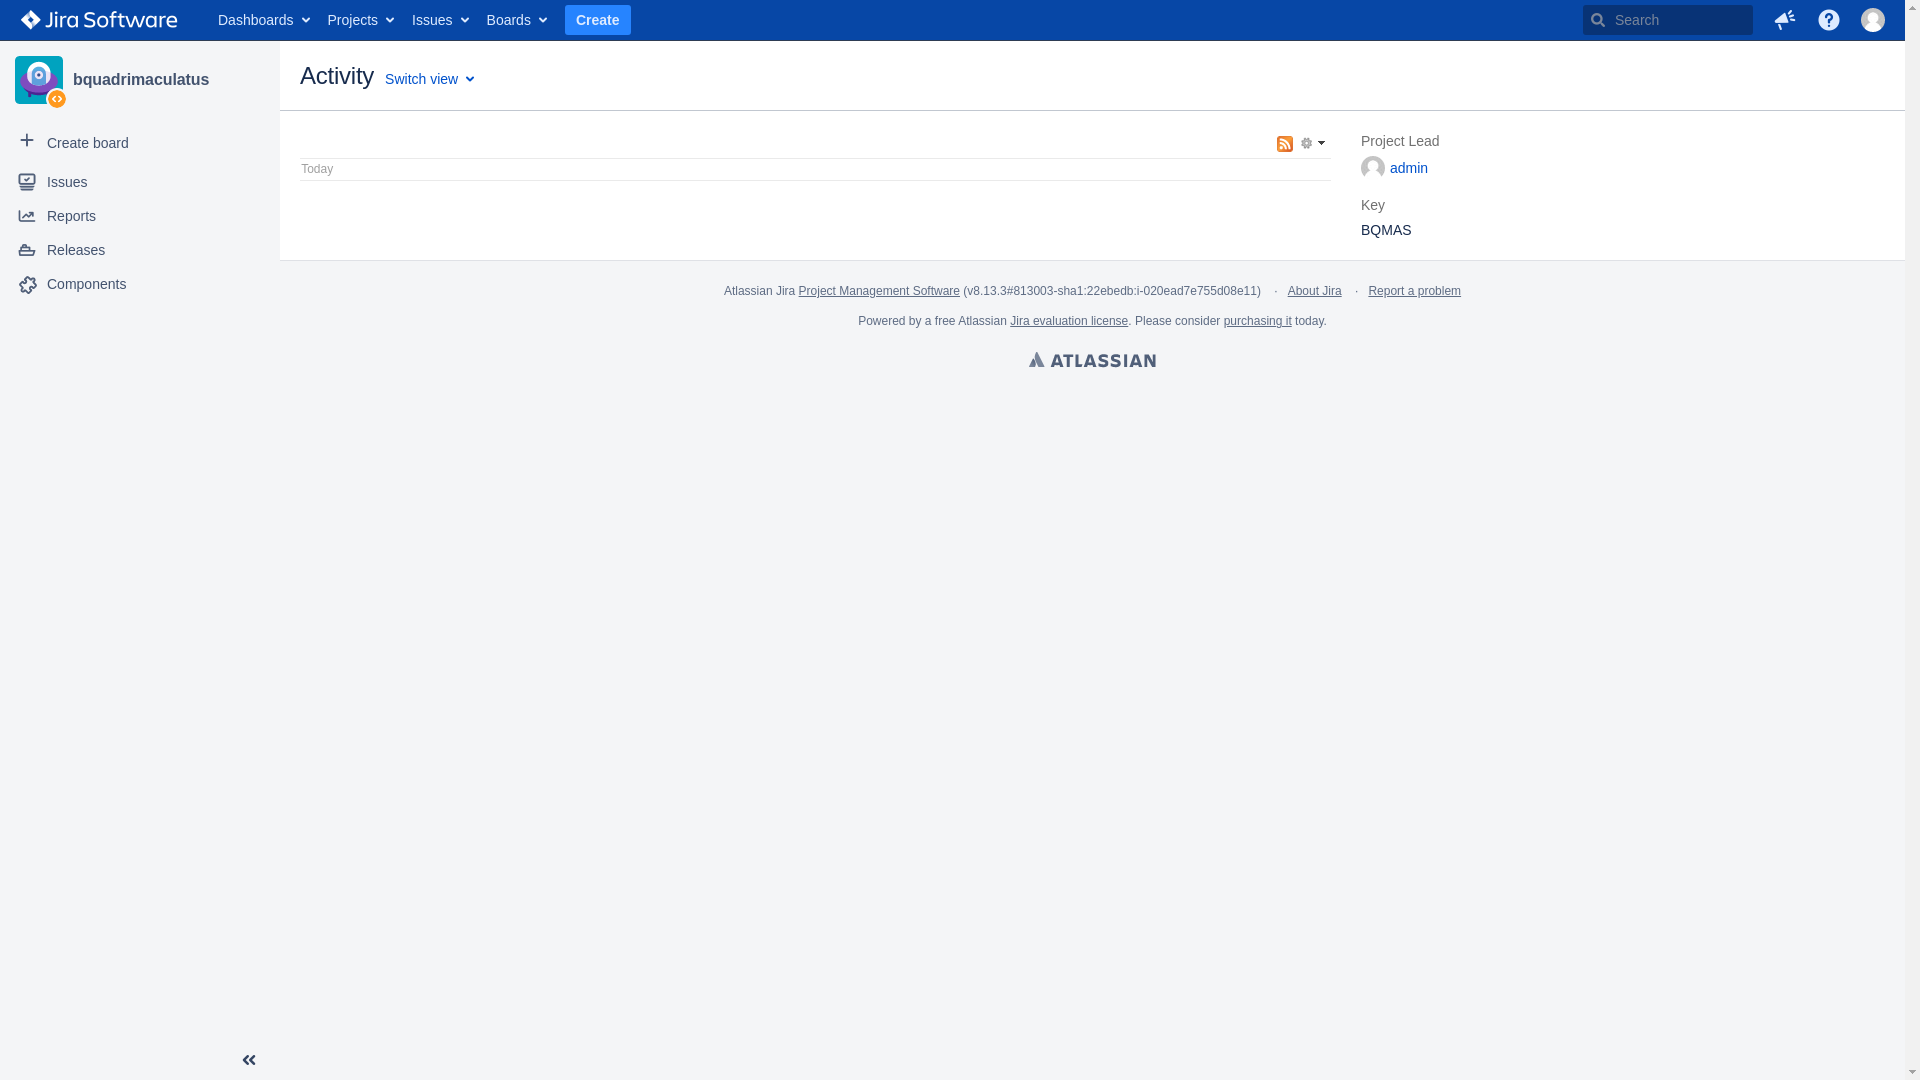 Jira Software
Dashboards Projects Issues Boards Create Search
bquadrimaculatus
Create board
Issues
Reports
Releases
Components
Activity Switch view
Today
Project Lead
admin
Key
BQMAS
Atlassian Jira Project Management Software (v8.13.3#813003-sha1:22ebedb:i-020ead7e755d08e11) · About Jira · Report a problem
Powered by a free Atlassian Jira evaluation license. Please consider purchasing it today.
ATLASSIAN